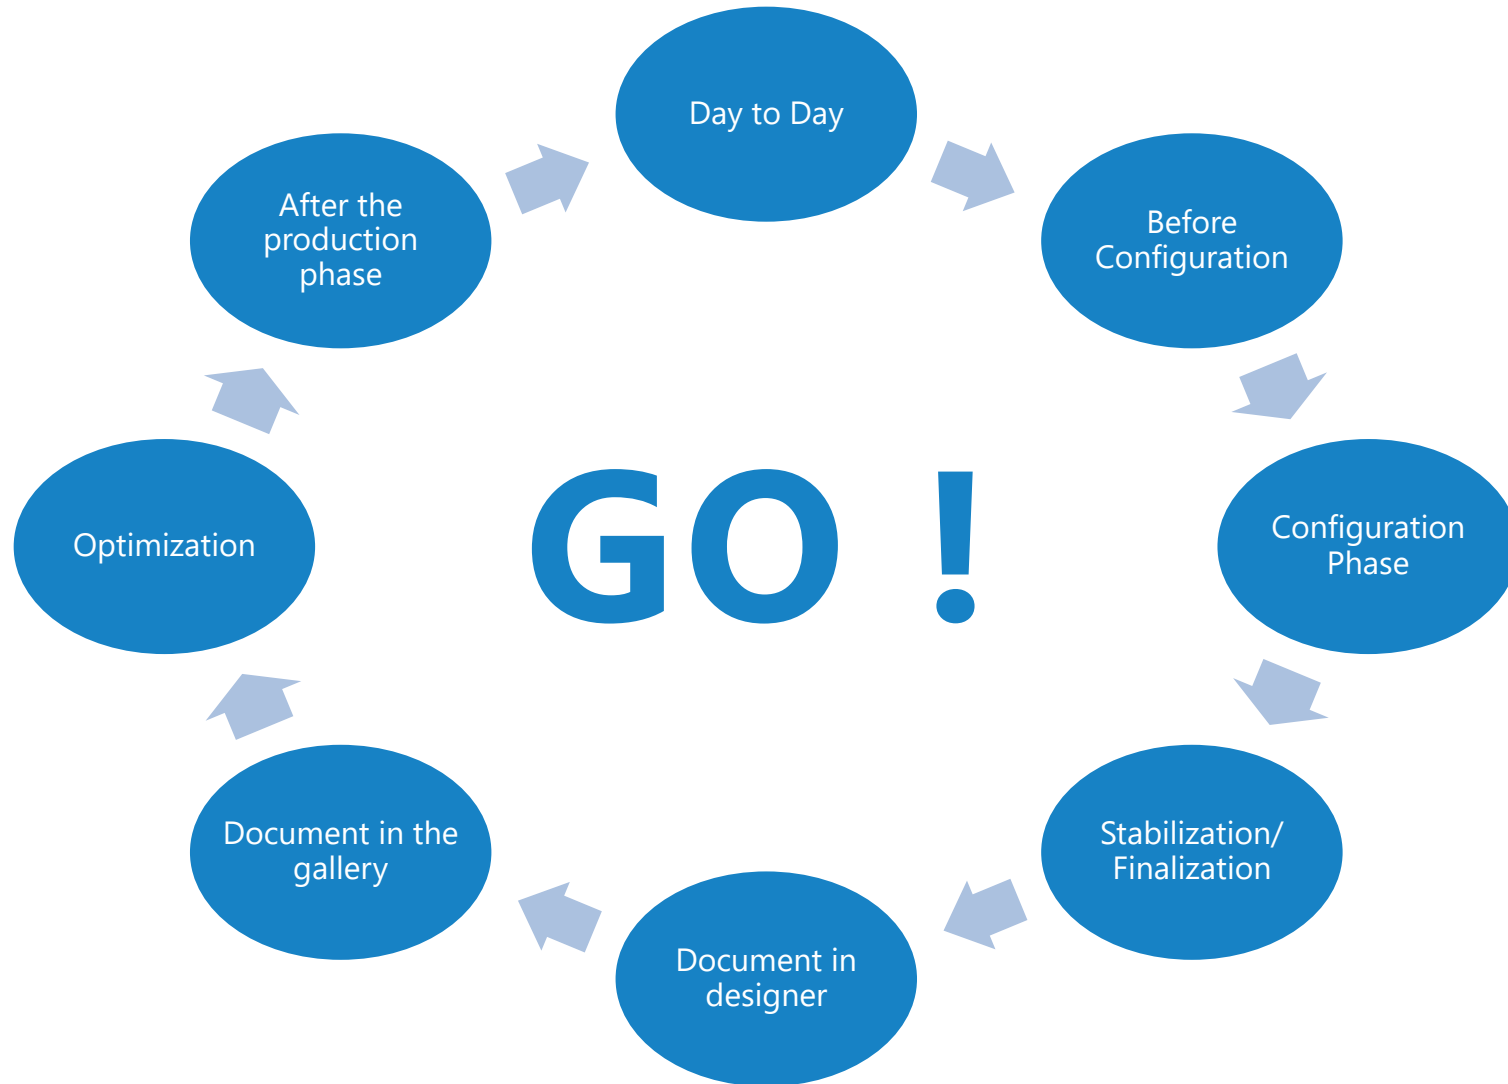 Day to Day
Before
Configuration
Configuration
Phase
Stabilization/
Finalization
Document in
designer
Document in the
gallery
Optimization
After the
production
phase
GO !